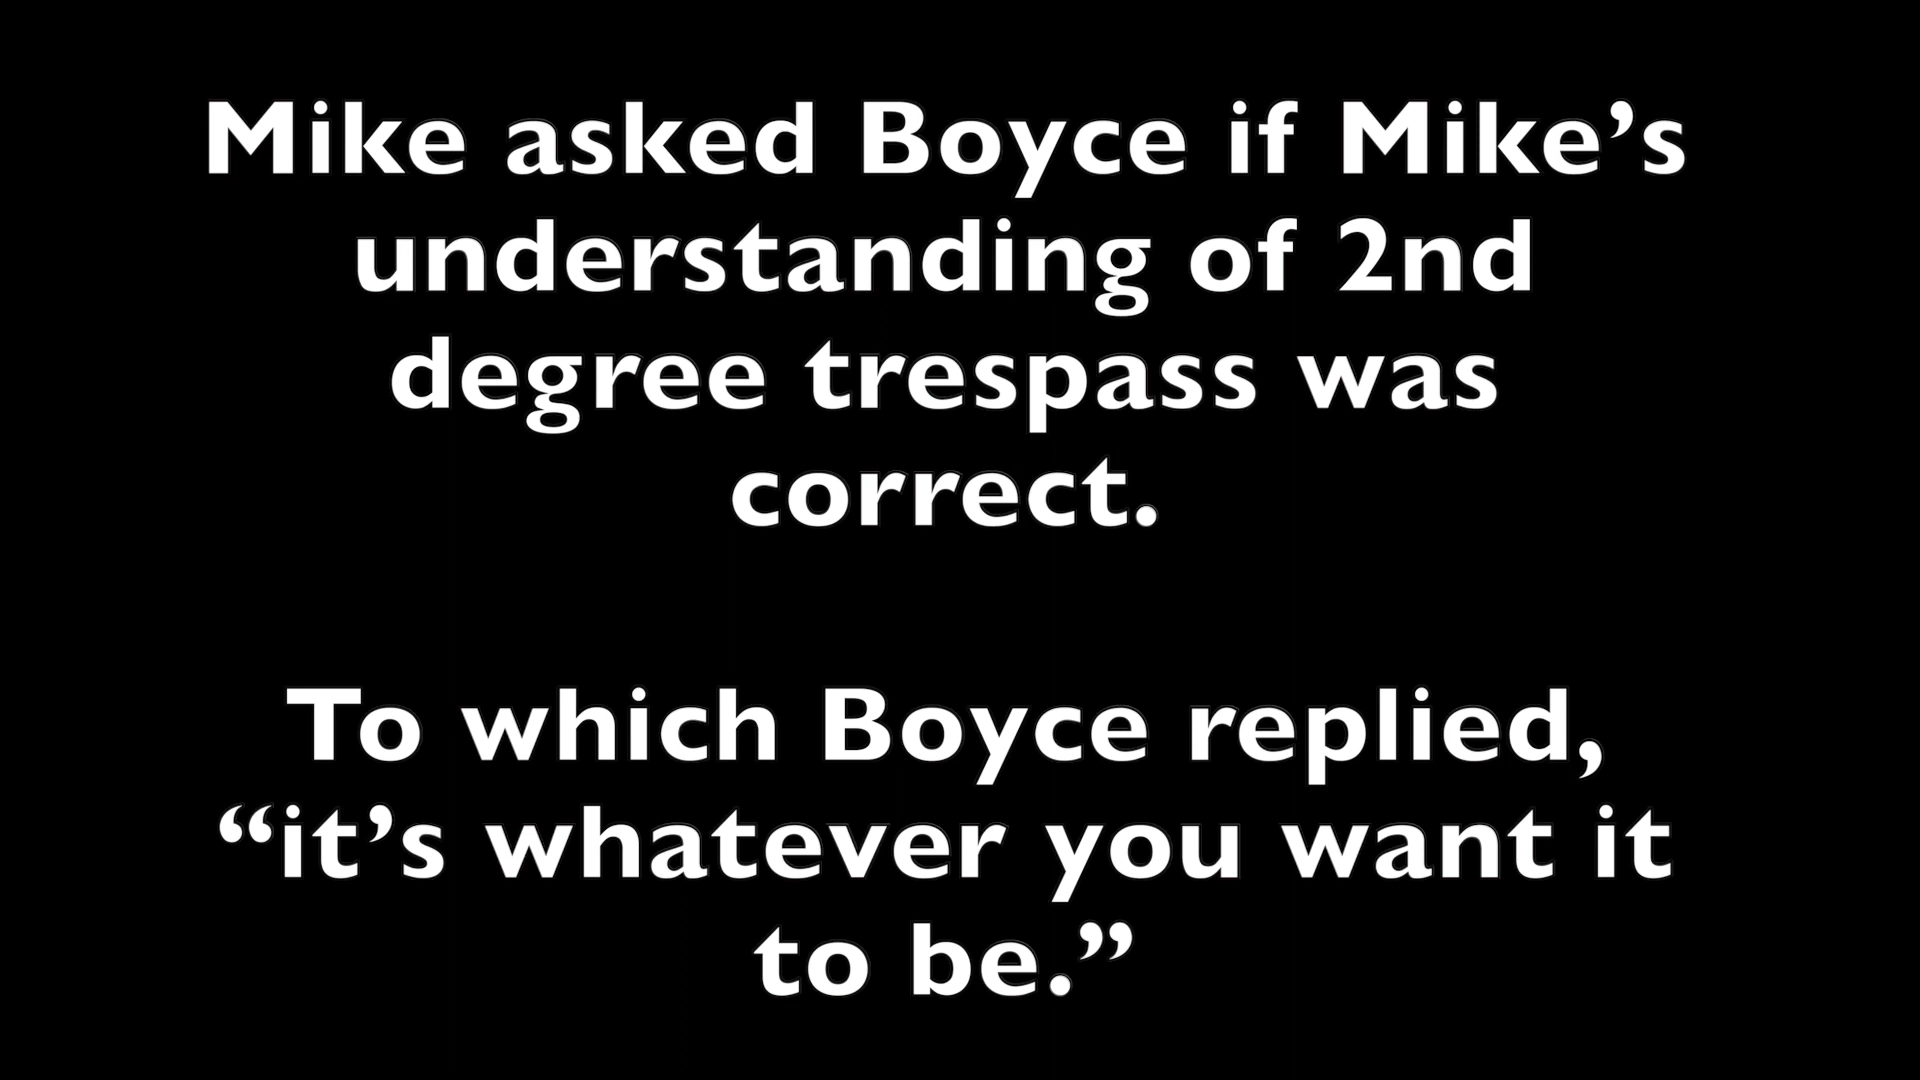 Mike asked Boyce if Mike’s
understanding of 2nd
degree trespass was
correct.
To which Boyce replied,
“it’s whatever you want it
to be.”